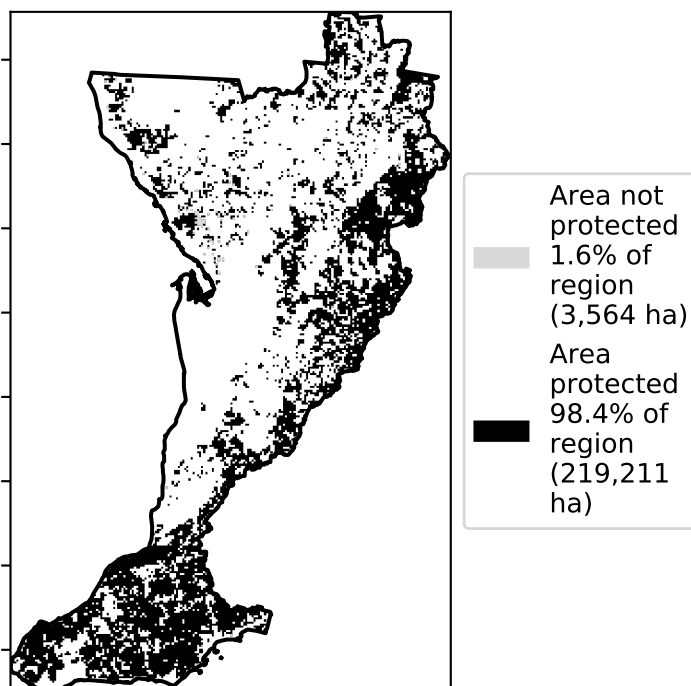 Area not
protected
1.6% of
region
(3,564 ha)
Area
protected
98.4% of
region
(219,211
ha)